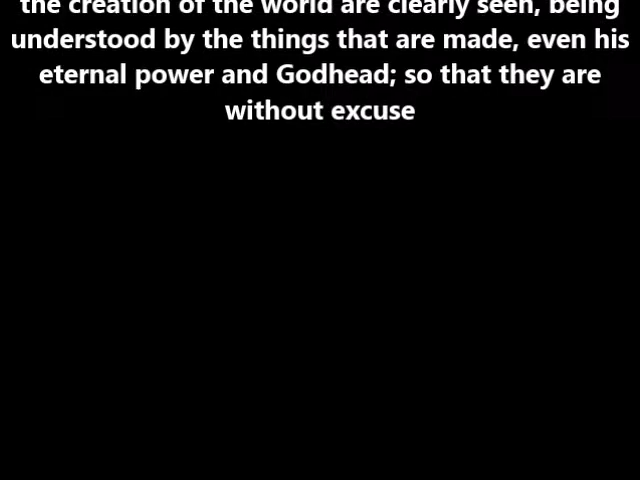 the creation of the world are clearly seen, being
understood by the things that are made, even his
eternal power and Godhead; so that they are
without excuse